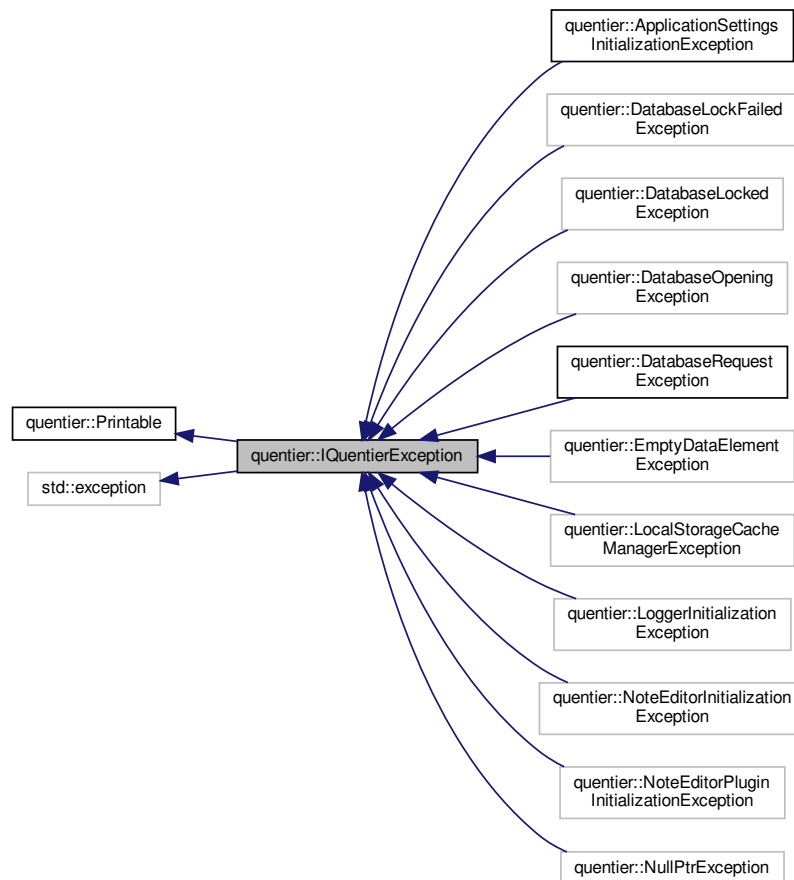 quentier::ApplicationSettings
InitializationException
quentier::DatabaseLockFailed
Exception
quentier::DatabaseLocked
Exception
quentier::DatabaseOpening
Exception
quentier::DatabaseRequest
Exception
quentier::Printable
quentier::IQuentierException
quentier::EmptyDataElement
Exception
std::exception
quentier::LocalStorageCache
ManagerException
quentier::LoggerInitialization
Exception
quentier::NoteEditorInitialization
Exception
quentier::NoteEditorPlugin
InitializationException
quentier::NullPtrException